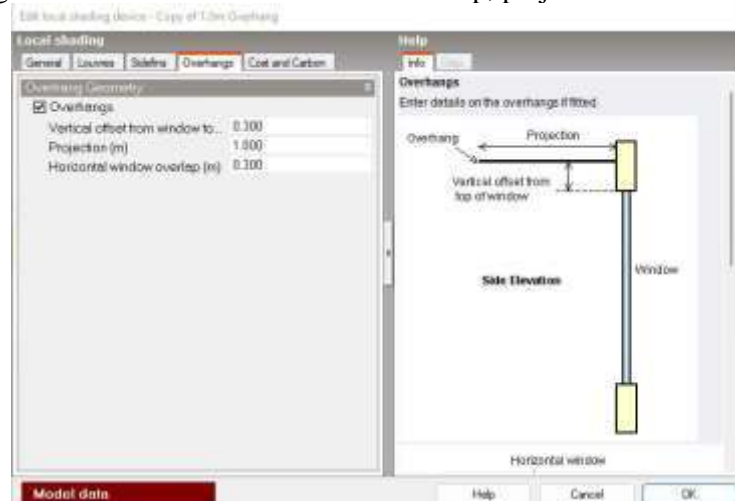 Edit local shading device - Copy of 1.0m Overhang
Local shading
General Louvres Sidefins Overhangs Cost and Carbon
Overhang Geometry
Overhangs
Vertical offset from window to... 0.300
Projection (m) 1.000
Horizontal window overlap (m) 0.300
Model data
Help
Info
Overhangs
Enter details on the overhangs if fitted.
Overhang
Projection
Vertical offset from
top of window
Side Elevation
Window
Horizontal window
Help Cancel OK